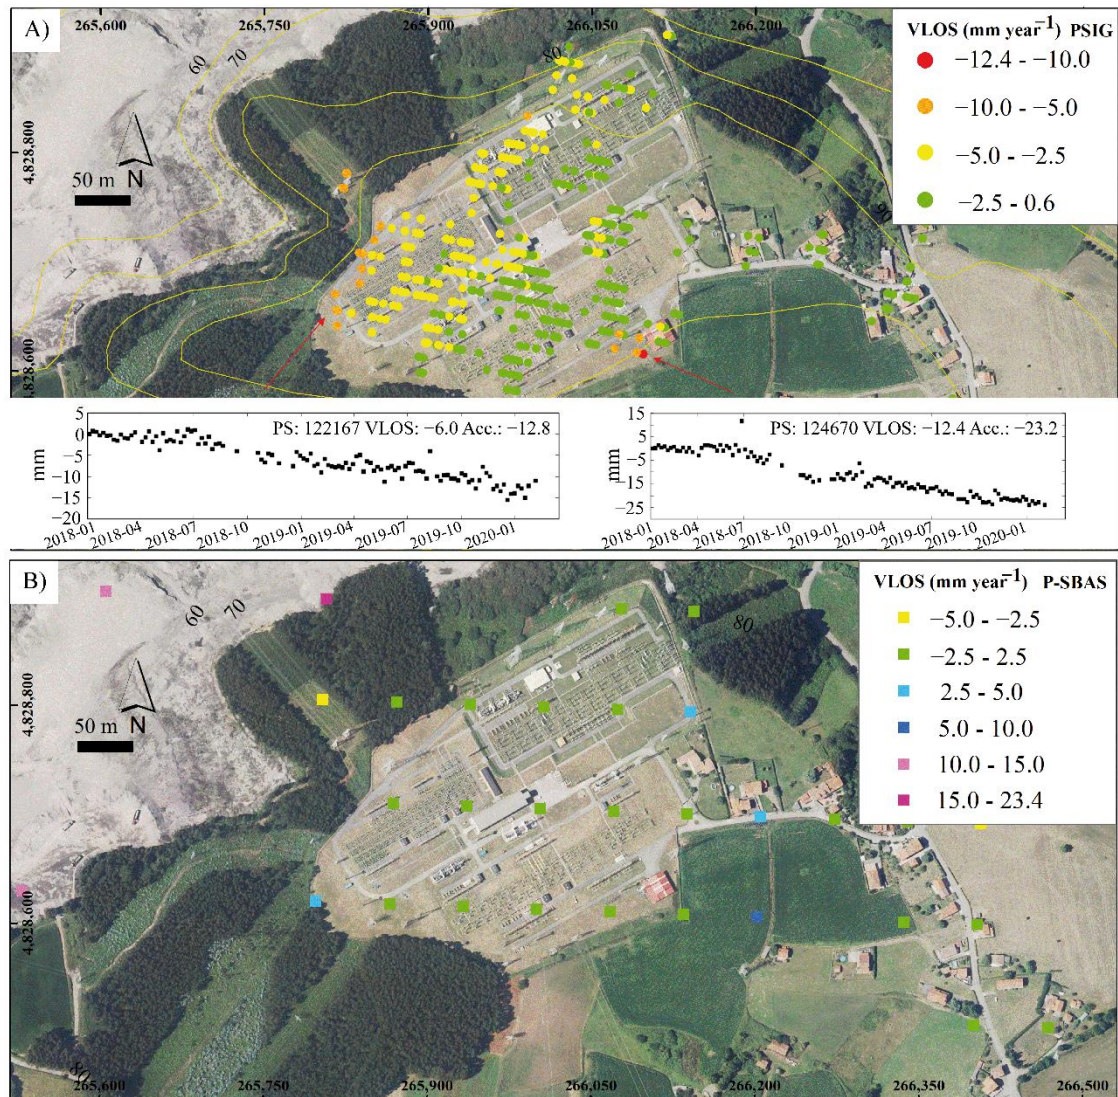 A)
265,600 265,750 265,900 266,050 266,200
VLOS (mm year⁻¹) PSIG
−12.4 − −10.0
−10.0 − −5.0
−5.0 − −2.5
−2.5 − 0.6
60 70 80 90
4,828,800
50 m N
4,828,600
5
0
−5
−10
−15
−20
mm
PS: 122167 VLOS: −6.0 Acc.: −12.8
2018-01 2018-04 2018-07 2018-10 2019-01 2019-04 2019-07 2019-10 2020-01
15
5
−5
−15
−25
mm
PS: 124670 VLOS: −12.4 Acc.: −23.2
2018-01 2018-04 2018-07 2018-10 2019-01 2019-04 2019-07 2019-10 2020-01
B)
VLOS (mm year⁻¹) P-SBAS
−5.0 - −2.5
−2.5 - 2.5
2.5 - 5.0
5.0 - 10.0
10.0 - 15.0
15.0 - 23.4
60 70 80
4,828,800
50 m N
4,828,600
80
265,600 265,750 265,900 266,050 266,200 266,350 266,500